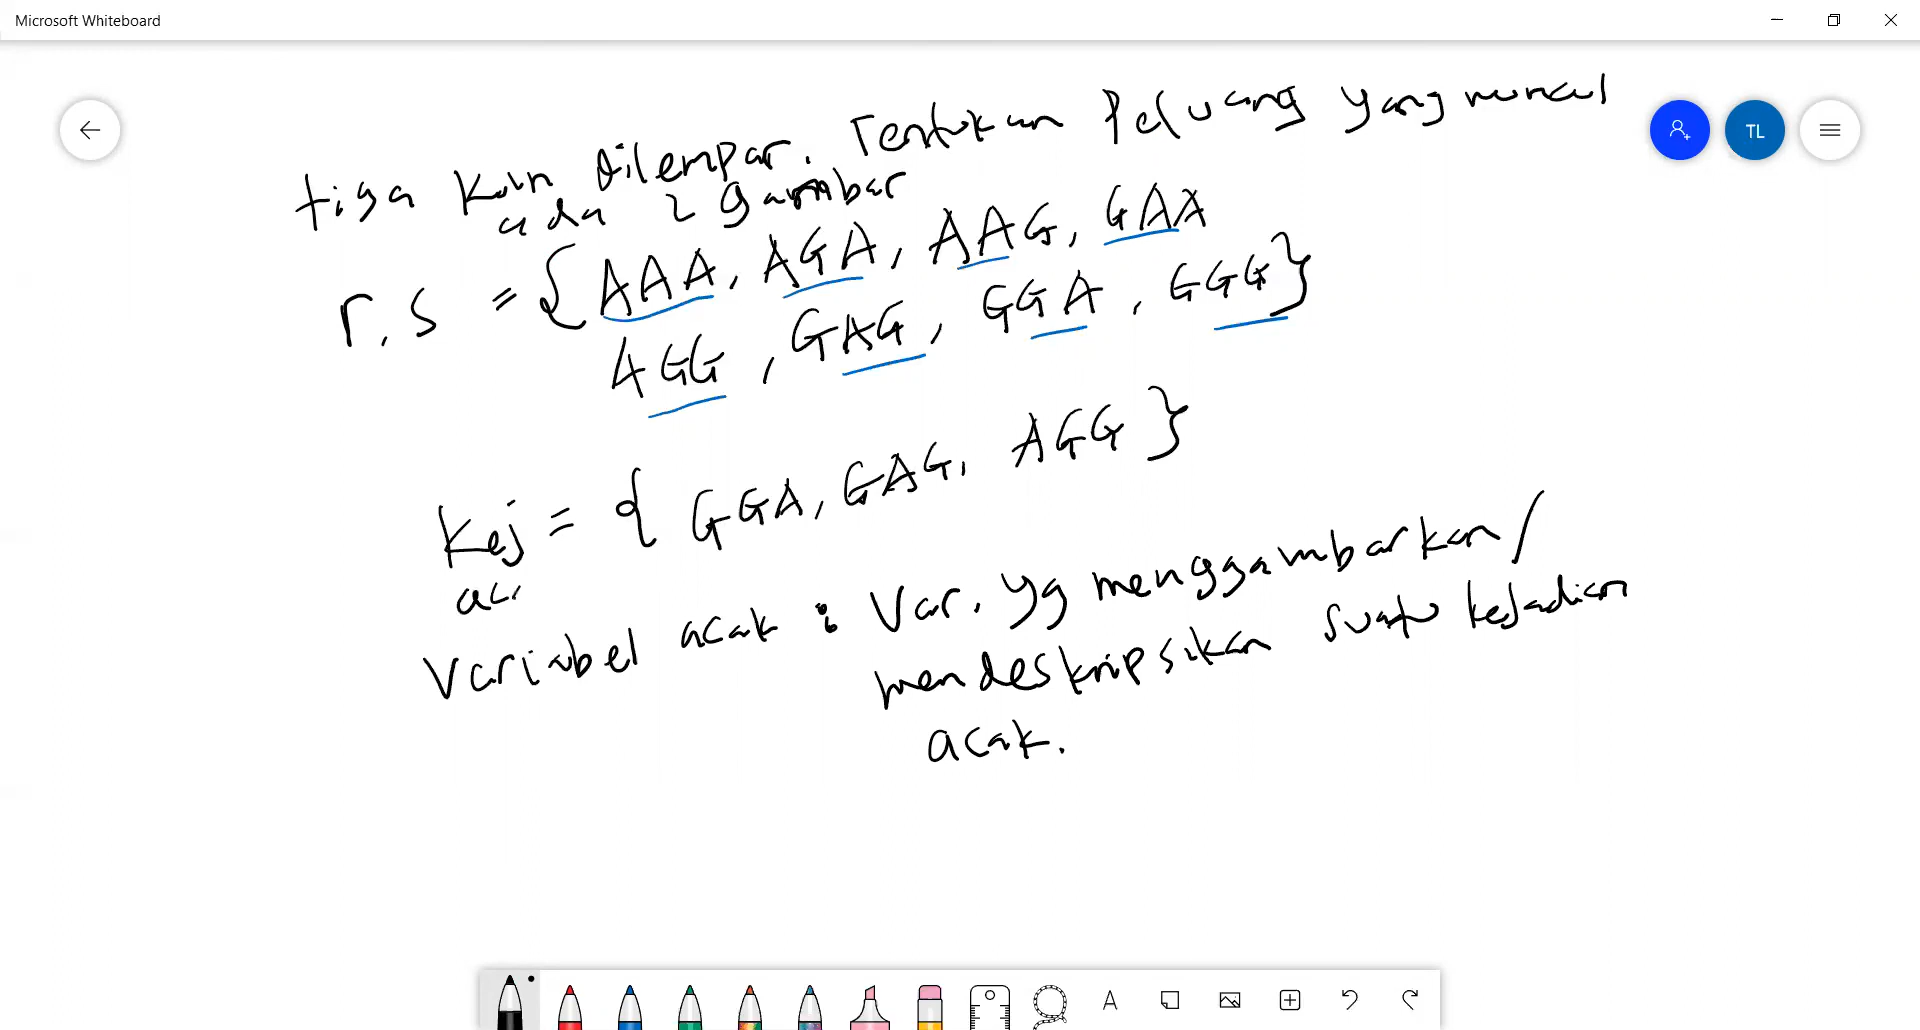 Microsoft Whiteboard
TL
tiga koin dilempar. Tentukan Peluang yang muncul
ada 2 gambar
r.s = {AAA, AGA, AAG, GAA
AGG, GAG, GGA, GGG}
Kej = { GGA, GAG, AGG }
aca
Variabel acak : Var. yg menggambarkan/
mendeskripsikan suatu kejadian
acak.
A